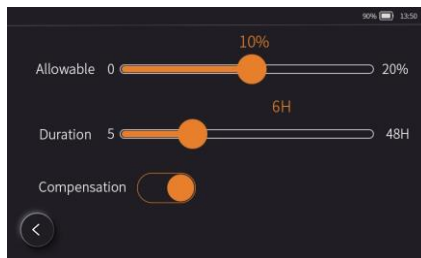 90% 13:50
10%
Allowable 0 20%
6H
Duration 5 48H
Compensation